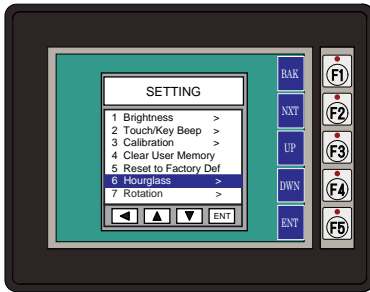 SETTING
1 Brightness >
2 Touch/Key Beep >
3 Calibration >
4 Clear User Memory
5 Reset to Factory Def
6 Hourglass >
7 Rotation >
ENT
BAK
NXT
UP
DWN
ENT
F1
F2
F3
F4
F5